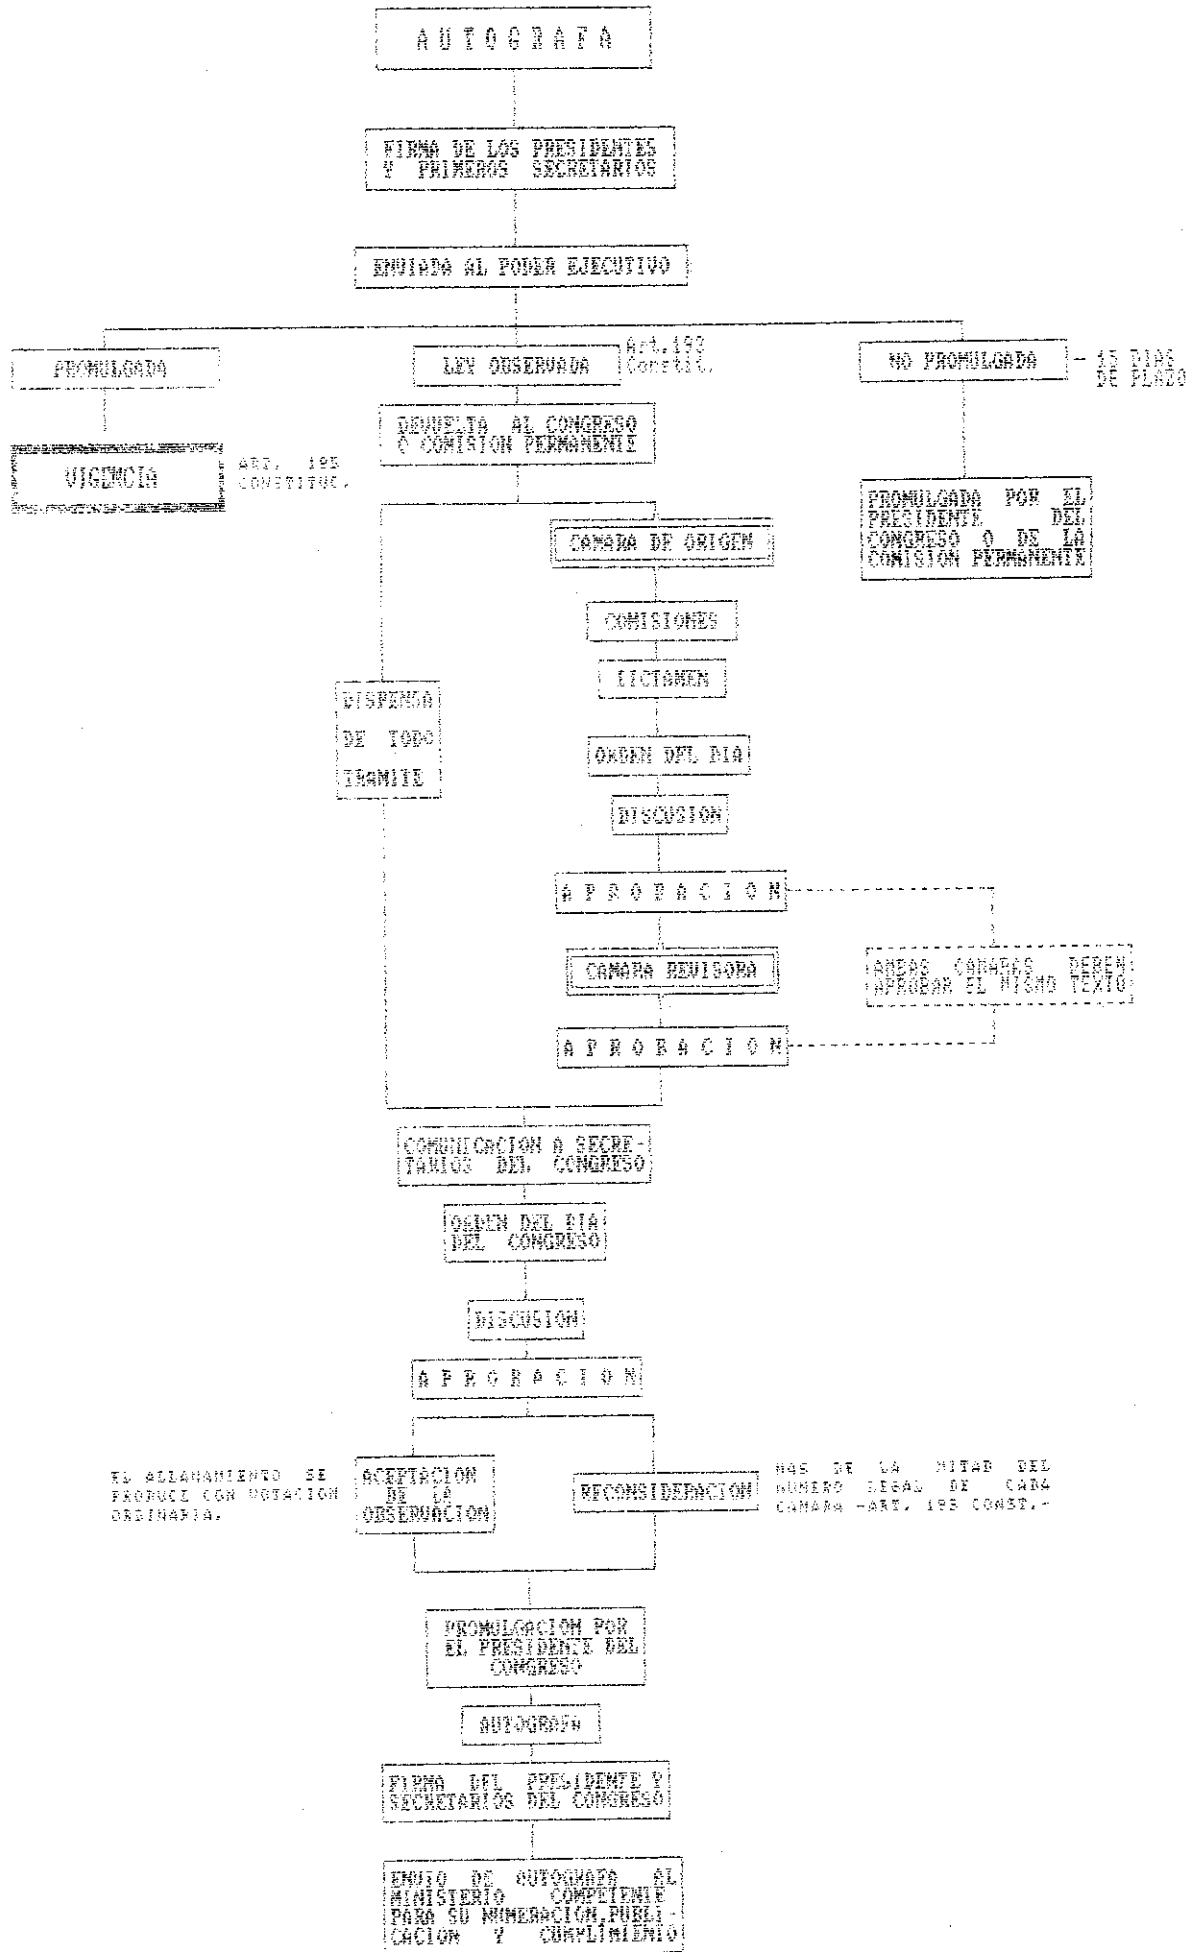 A U T O G R A F A
FIRMA DE LOS PRESIDENTES
Y PRIMEROS SECRETARIOS
ENVIADA AL PODER EJECUTIVO
PROMULGADA
LEY OBSERVADA
Art.193
Constit.
NO PROMULGADA
- 15 DIAS
DE PLAZO
DEVUELTA AL CONGRESO
O COMISION PERMANENTE
VIGENCIA
ART. 195
CONSTITUC.
PROMULGADA POR EL
PRESIDENTE DEL
CONGRESO O DE LA
COMISION PERMANENTE
CAMARA DE ORIGEN
COMISIONES
DICTAMEN
DISPENSA
DE TODO
TRAMITE
ORDEN DEL DIA
DISCUSION
A P R O B A C I O N
CAMARA REVISORA
AMBAS CAMARAS DEBEN
APROBAR EL MISMO TEXTO
A P R O B A C I O N
COMUNICACION A SECRE-
TARIOS DEL CONGRESO
ORDEN DEL DIA
DEL CONGRESO
DISCUSION
A P R O B A C I O N
EL ALLANAMIENTO SE
PRODUCE CON VOTACION
ORDINARIA.
ACEPTACION
DE LA
OBSERVACION
RECONSIDERACION
MAS DE LA MITAD DEL
NUMERO LEGAL DE CADA
CAMARA -ART. 193 CONST.-
PROMULGACION POR
EL PRESIDENTE DEL
CONGRESO
AUTOGRAFA
FIRMA DEL PRESIDENTE Y
SECRETARIOS DEL CONGRESO
ENVIO DE AUTOGRAFA AL
MINISTERIO COMPETENTE
PARA SU NUMERACION,PUBLI-
CACION Y CUMPLIMIENTO